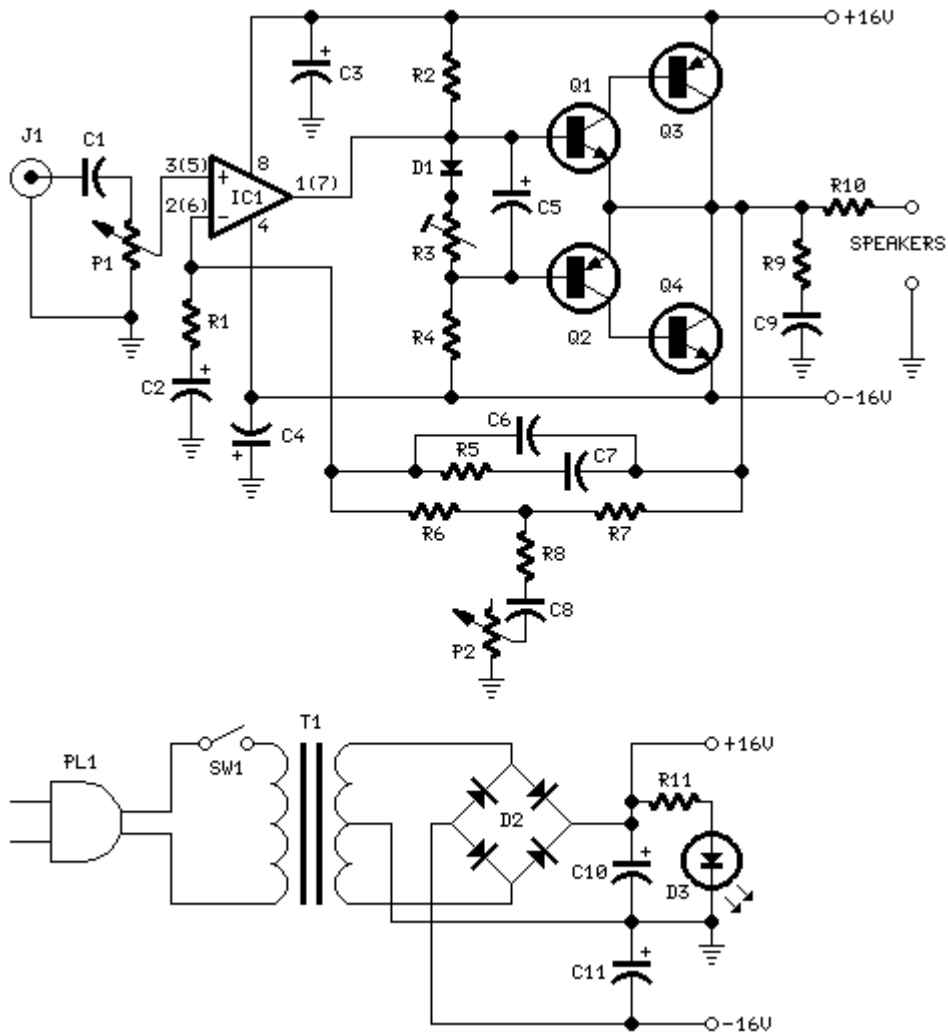 +16V
C3
R2
Q1
Q3
J1
C1
3(5)
8
D1
+
IC1
1(7)
2(6)
-
4
C5
R10
R3
SPEAKERS
P1
R9
Q4
R1
R4
Q2
C9
C2
-16V
C4
C6
R5
C7
R6
R7
R8
C8
P2
T1
+16V
PL1
SW1
R11
D2
C10
D3
C11
-16V